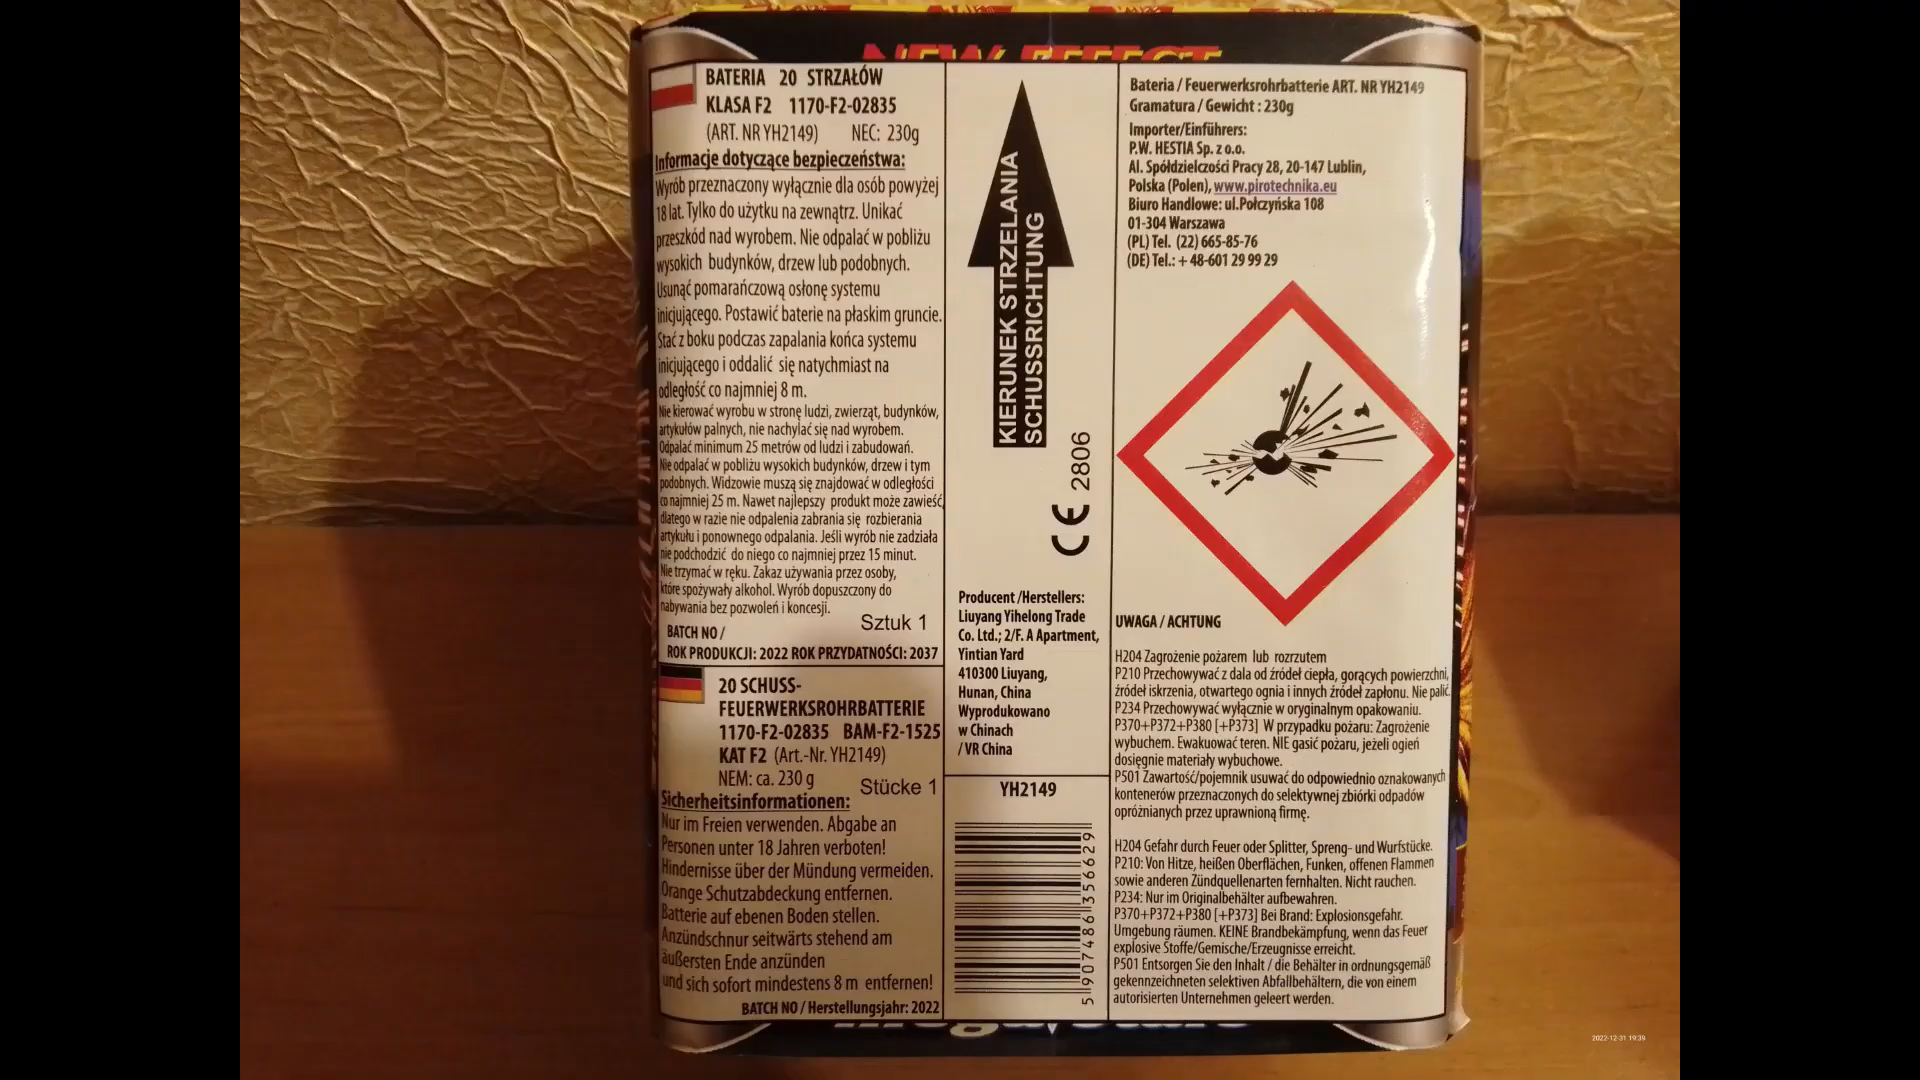 NEW EFFECT
BATERIA 20 STRZAŁÓW
KLASA F2 1170-F2-02835
(ART. NR YH2149) NEC: 230g
Informacje dotyczące bezpieczeństwa:
Wyrób przeznaczony wyłącznie dla osób powyżej
18 lat. Tylko do użytku na zewnątrz. Unikać
przeszkód nad wyrobem. Nie odpalać w pobliżu
wysokich budynków, drzew lub podobnych.
Usunąć pomarańczową osłonę systemu
inicjującego. Postawić baterie na płaskim gruncie.
Stać z boku podczas zapalania końca systemu
inicjującego i oddalić się natychmiast na
odległość co najmniej 8 m.
Nie kierować wyrobu w stronę ludzi, zwierząt, budynków,
artykułów palnych, nie nachylać się nad wyrobem.
Odpalać minimum 25 metrów od ludzi i zabudowań.
Nie odpalać w pobliżu wysokich budynków, drzew i tym
podobnych. Widzowie muszą się znajdować w odległości
co najmniej 25 m. Nawet najlepszy produkt może zawieść,
dlatego w razie nie odpalenia zabrania się rozbierania
artykułu i ponownego odpalania. Jeśli wyrób nie zadziała
nie podchodzić do niego co najmniej przez 15 minut.
Nie trzymać w ręku. Zakaz używania przez osoby,
które spożywały alkohol. Wyrób dopuszczony do
nabywania bez pozwoleń i koncesji.
Sztuk 1
BATCH NO /
ROK PRODUKCJI: 2022 ROK PRZYDATNOŚCI: 2037
20 SCHUSS-
FEUERWERKSROHRBATTERIE
1170-F2-02835 BAM-F2-1525
KAT F2 (Art.-Nr. YH2149)
NEM: ca. 230 g
Stücke 1
Sicherheitsinformationen:
Nur im Freien verwenden. Abgabe an
Personen unter 18 Jahren verboten!
Hindernisse über der Mündung vermeiden.
Orange Schutzabdeckung entfernen.
Batterie auf ebenen Boden stellen.
Anzündschnur seitwärts stehend am
äußersten Ende anzünden
und sich sofort mindestens 8 m entfernen!
BATCH NO / Herstellungsjahr: 2022
KIERUNEK STRZELANIA
SCHUSSRICHTUNG
CE 2806
Producent /Herstellers:
Liuyang Yihelong Trade
Co. Ltd.; 2/F. A Apartment,
Yintian Yard
410300 Liuyang,
Hunan, China
Wyprodukowano
w Chinach
/ VR China
YH2149
5907486356629
Bateria / Feuerwerksrohrbatterie ART. NR YH2149
Gramatura / Gewicht : 230g
Importer/Einführers:
P.W. HESTIA Sp. z o.o.
Al. Spółdzielczości Pracy 28, 20-147 Lublin,
Polska (Polen), www.pirotechnika.eu
Biuro Handlowe: ul.Połczyńska 108
01-304 Warszawa
(PL) Tel. (22) 665-85-76
(DE) Tel.: + 48-601 29 99 29
UWAGA / ACHTUNG
H204 Zagrożenie pożarem lub rozrzutem
P210 Przechowywać z dala od źródeł ciepła, gorących powierzchni,
źródeł iskrzenia, otwartego ognia i innych źródeł zapłonu. Nie palić.
P234 Przechowywać wyłącznie w oryginalnym opakowaniu.
P370+P372+P380 [+P373] W przypadku pożaru: Zagrożenie
wybuchem. Ewakuować teren. NIE gasić pożaru, jeżeli ogień
dosięgnie materiały wybuchowe.
P501 Zawartość/pojemnik usuwać do odpowiednio oznakowanych
kontenerów przeznaczonych do selektywnej zbiórki odpadów
opróżnianych przez uprawnioną firmę.
H204 Gefahr durch Feuer oder Splitter, Spreng- und Wurfstücke.
P210: Von Hitze, heißen Oberflächen, Funken, offenen Flammen
sowie anderen Zündquellenarten fernhalten. Nicht rauchen.
P234: Nur im Originalbehälter aufbewahren.
P370+P372+P380 [+P373] Bei Brand: Explosionsgefahr.
Umgebung räumen. KEINE Brandbekämpfung, wenn das Feuer
explosive Stoffe/Gemische/Erzeugnisse erreicht.
P501 Entsorgen Sie den Inhalt / die Behälter in ordnungsgemäß
gekennzeichneten selektiven Abfallbehältern, die von einem
autorisierten Unternehmen geleert werden.
2022-12-31 19:39